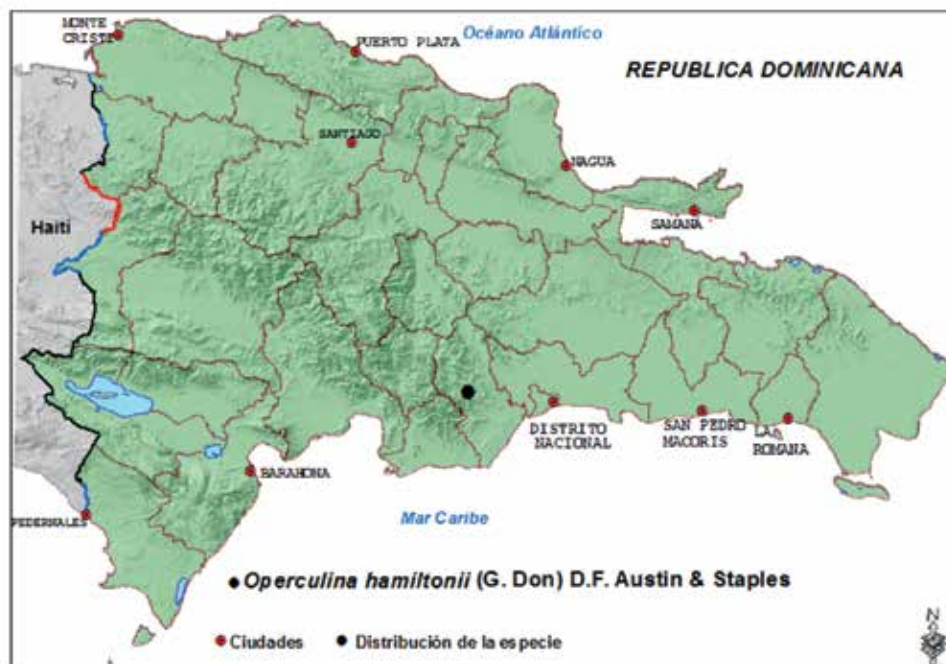 MONTE
CRISTI
Océano Atlántico
PUERTO PLATA
REPUBLICA DOMINICANA
SANTIAGO
NAGUA
SAMANA
Haití
DISTRITO
NACIONAL
SAN PEDRO
MACORIS
LA
ROMANA
BARAHONA
PEDERNALES
Mar Caribe
● Operculina hamiltonii (G. Don) D.F. Austin & Staples
● Ciudades
● Distribución de la especie
N